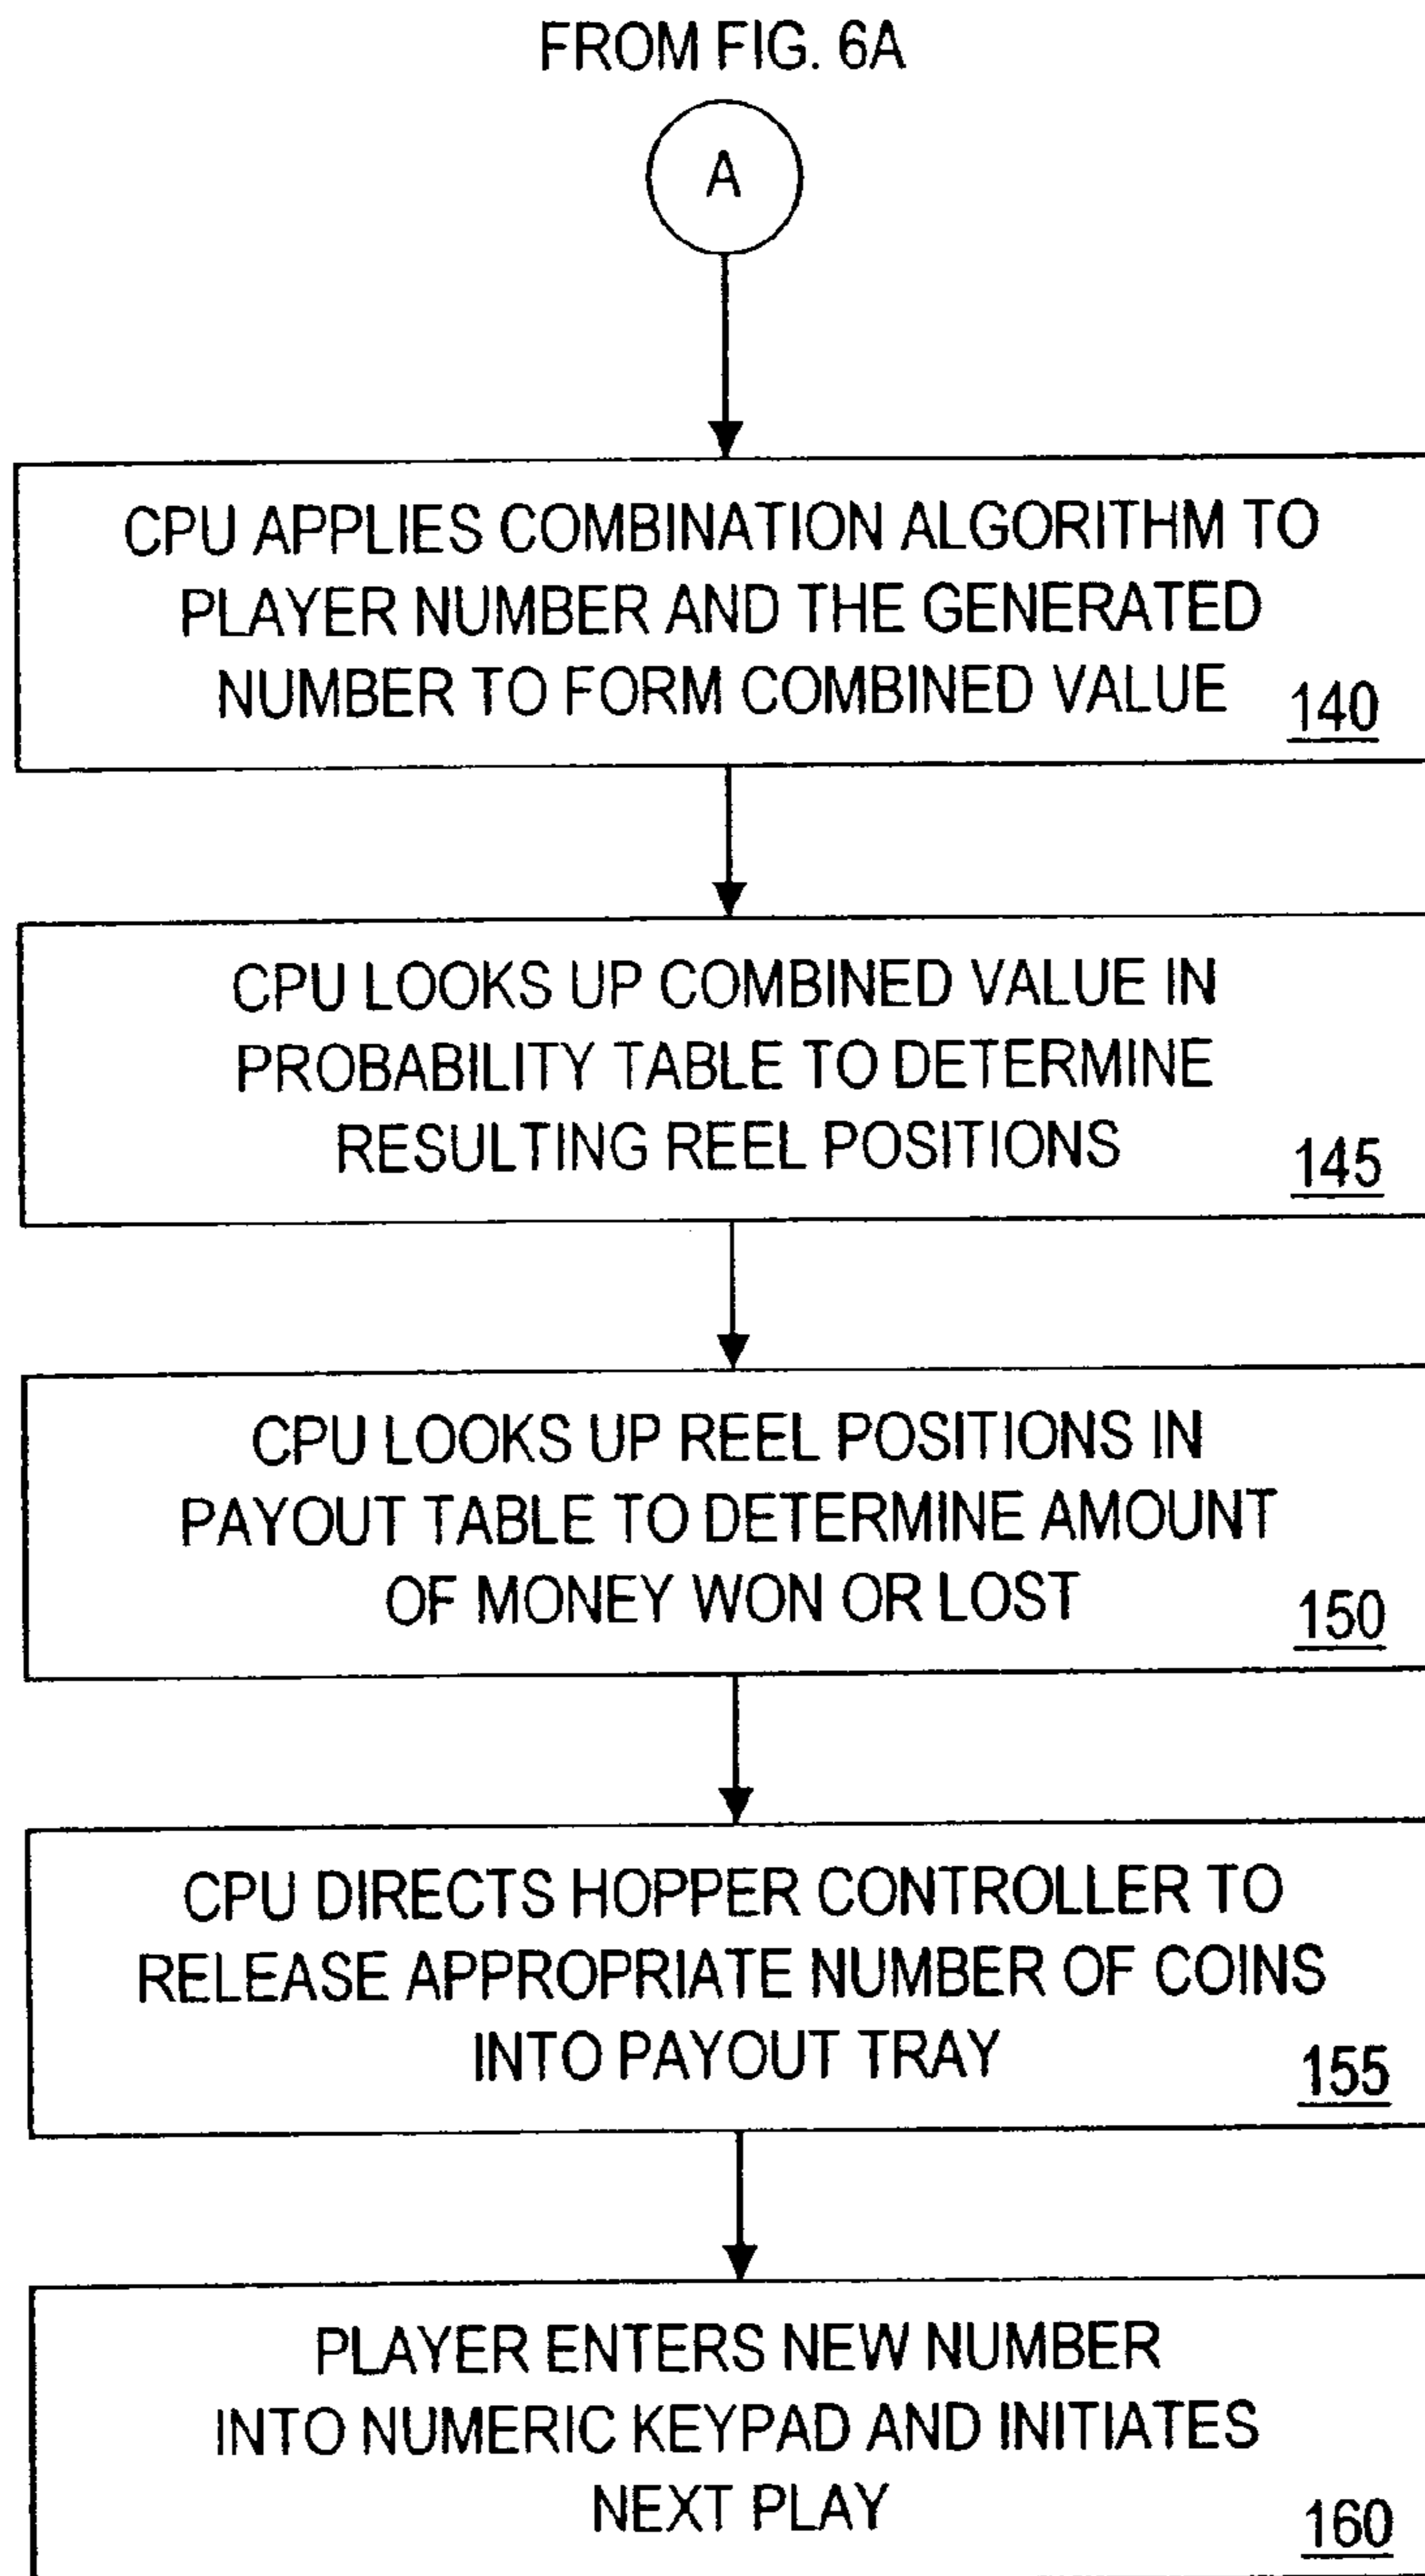 FROM FIG. 6A
A
CPU APPLIES COMBINATION ALGORITHM TO
PLAYER NUMBER AND THE GENERATED
NUMBER TO FORM COMBINED VALUE
140
CPU LOOKS UP COMBINED VALUE IN
PROBABILITY TABLE TO DETERMINE
RESULTING REEL POSITIONS
145
CPU LOOKS UP REEL POSITIONS IN
PAYOUT TABLE TO DETERMINE AMOUNT
OF MONEY WON OR LOST
150
CPU DIRECTS HOPPER CONTROLLER TO
RELEASE APPROPRIATE NUMBER OF COINS
INTO PAYOUT TRAY
155
PLAYER ENTERS NEW NUMBER
INTO NUMERIC KEYPAD AND INITIATES
NEXT PLAY
160